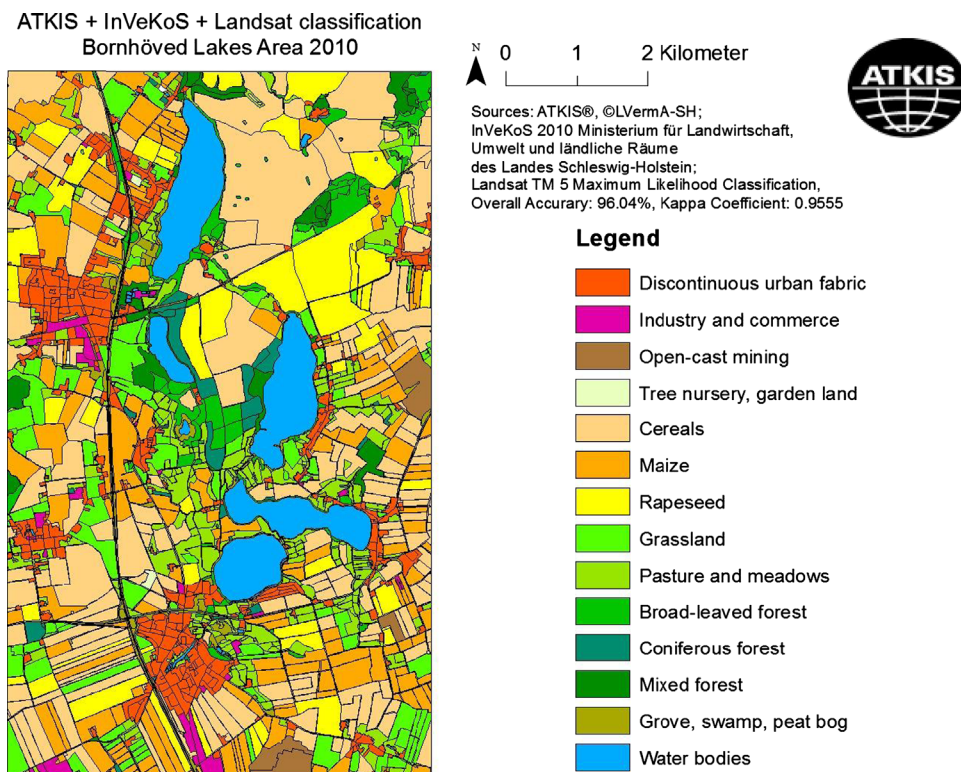 ATKIS + InVeKoS + Landsat classification
Bornhöved Lakes Area 2010
N
0 1 2 Kilometer
ATKIS
Sources: ATKIS®, ©LVermA-SH;
InVeKoS 2010 Ministerium für Landwirtschaft,
Umwelt und ländliche Räume
des Landes Schleswig-Holstein;
Landsat TM 5 Maximum Likelihood Classification,
Overall Accurary: 96.04%, Kappa Coefficient: 0.9555
Legend
Discontinuous urban fabric
Industry and commerce
Open-cast mining
Tree nursery, garden land
Cereals
Maize
Rapeseed
Grassland
Pasture and meadows
Broad-leaved forest
Coniferous forest
Mixed forest
Grove, swamp, peat bog
Water bodies